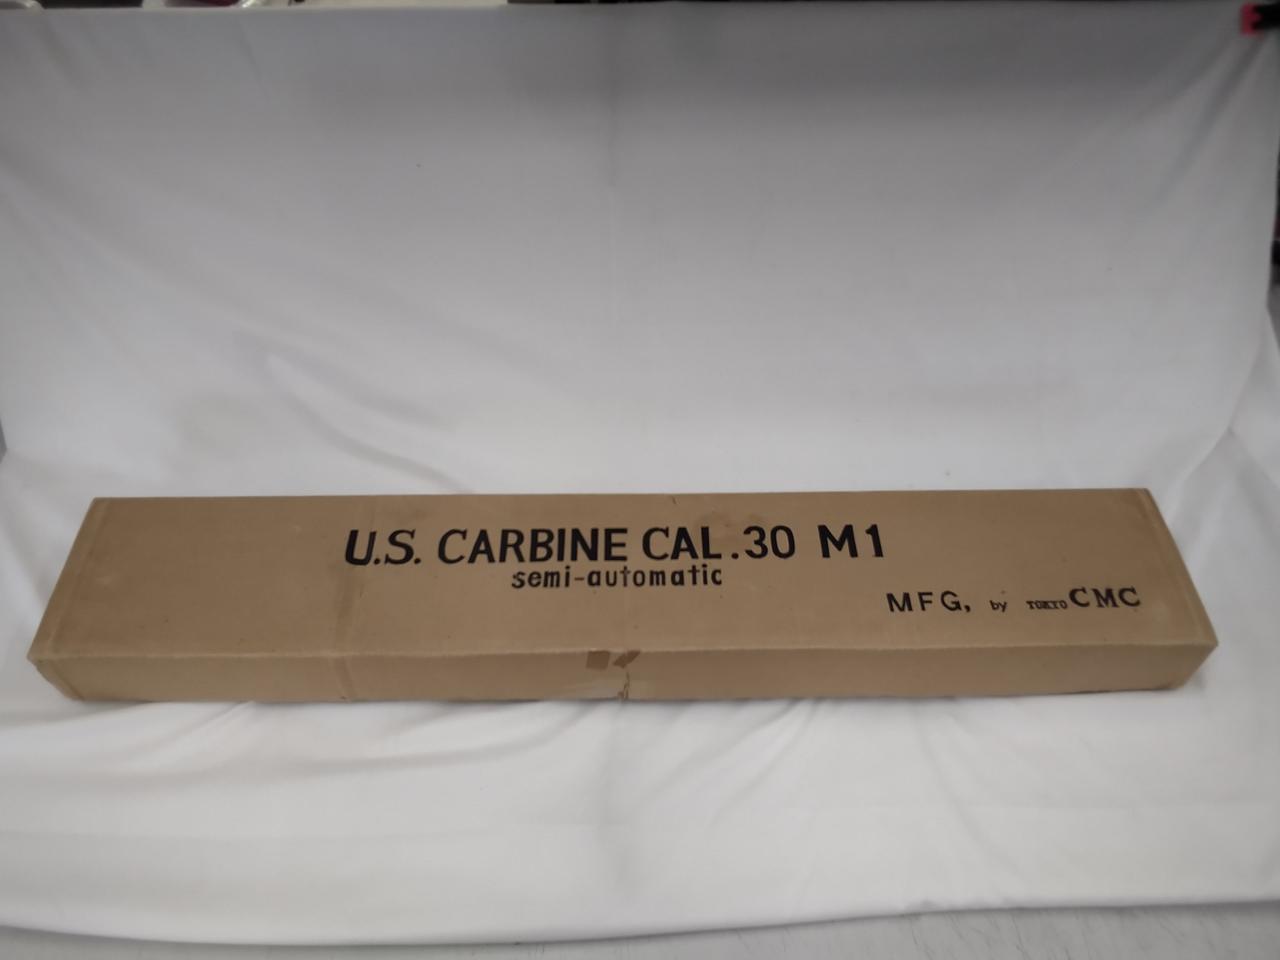 U.S. CARBINE CAL.30 M1
semi-automatic
MFG, by TOKYO CMC